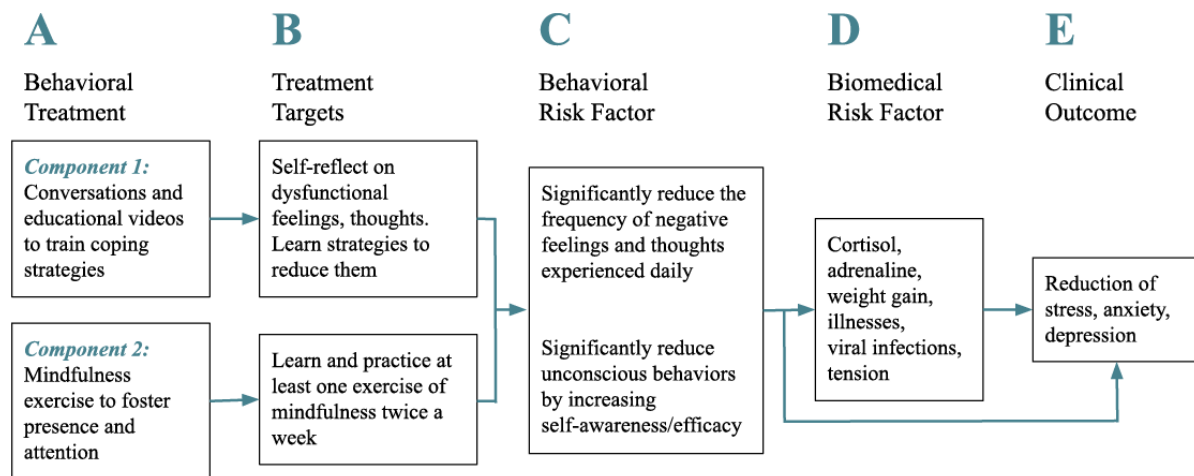 A
Behavioral
Treatment
B
Treatment
Targets
C
Behavioral
Risk Factor
D
Biomedical
Risk Factor
E
Clinical
Outcome
Component 1:
Conversations and
educational videos
to train coping
strategies
Self-reflect on
dysfunctional
feelings, thoughts.
Learn strategies to
reduce them
Component 2:
Mindfulness
exercise to foster
presence and
attention
Learn and practice at
least one exercise of
mindfulness twice a
week
Significantly reduce the
frequency of negative
feelings and thoughts
experienced daily
Significantly reduce
unconscious behaviors
by increasing
self-awareness/efficacy
Cortisol,
adrenaline,
weight gain,
illnesses,
viral infections,
tension
Reduction of
stress, anxiety,
depression